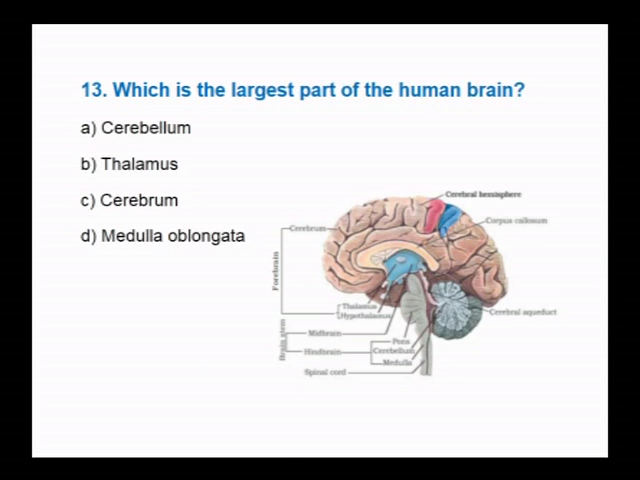 13. Which is the largest part of the human brain?
a) Cerebellum
b) Thalamus
c) Cerebrum
d) Medulla oblongata
Cerebral hemisphere
Corpus callosum
Cerebrum
Forebrain
Thalamus
Hypothalamus
Cerebral aqueduct
Brain stem
Midbrain
Pons
Hindbrain
Cerebellum
Medulla
Spinal cord